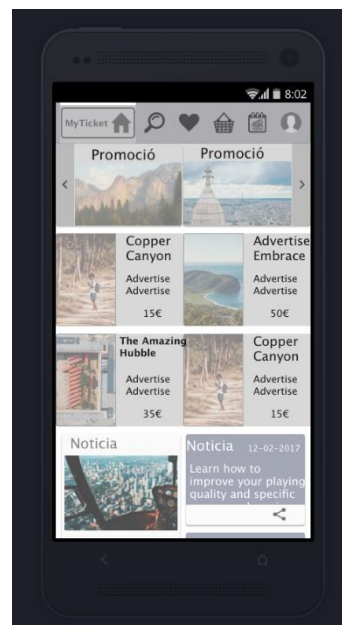 8:02
MyTicket
Promoció
Promoció
Copper
Canyon
Advertise
Advertise
15€
Advertise
Embrace
Advertise
Advertise
50€
The Amazing
Hubble
Advertise
Advertise
35€
Copper
Canyon
Advertise
Advertise
15€
Noticia
Noticia 12-02-2017
Learn how to
improve your playing
quality and specific